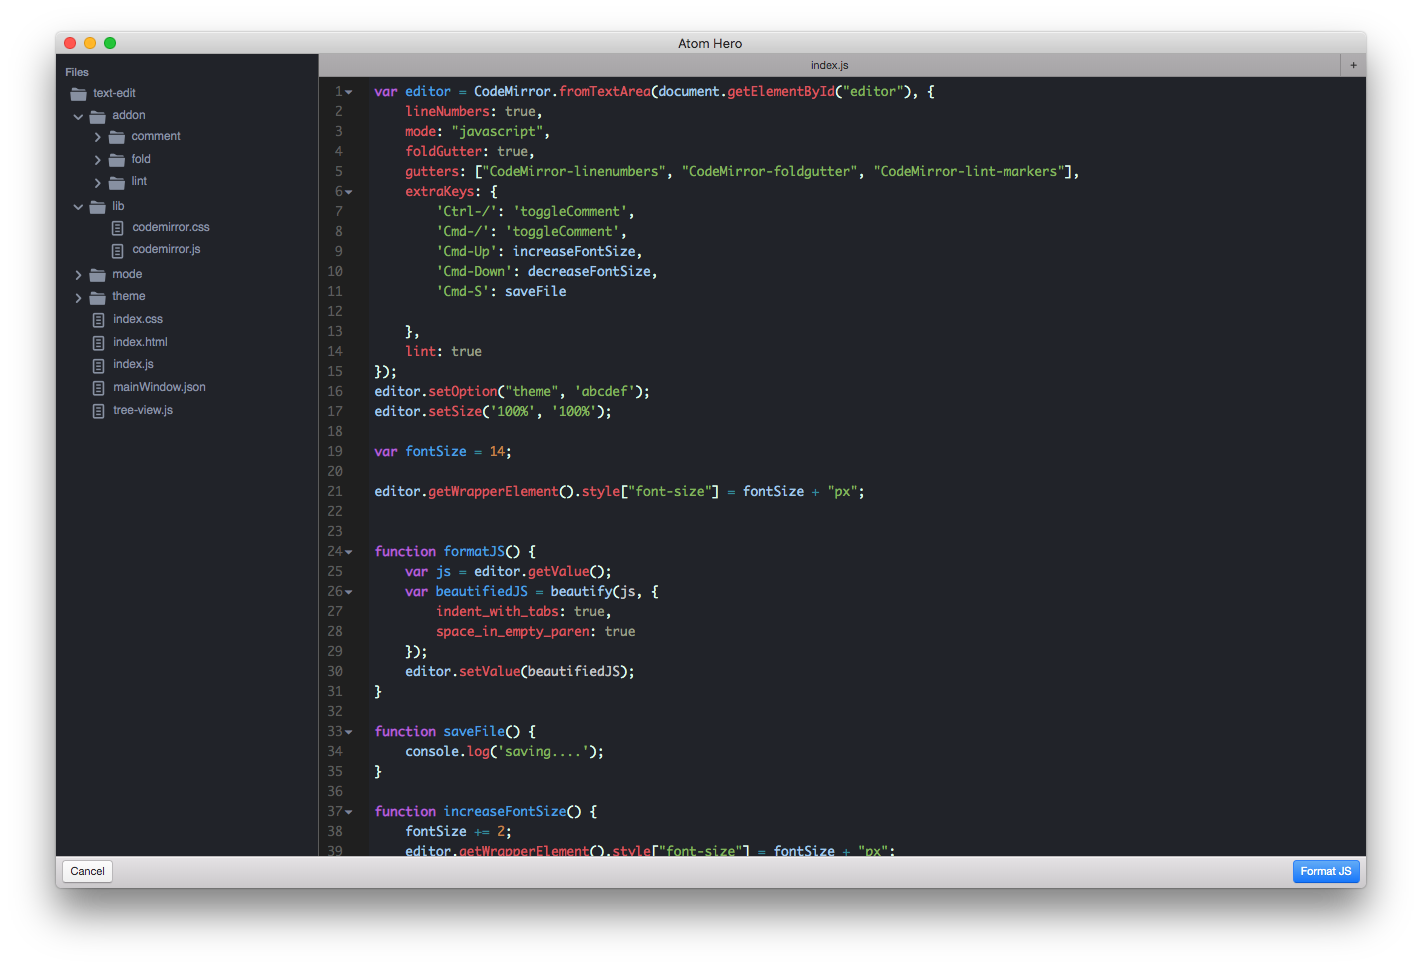 Atom Hero
Files
text-edit
addon
comment
fold
lint
lib
codemirror.css
codemirror.js
mode
theme
index.css
index.html
index.js
mainWindow.json
tree-view.js
index.js +
1 var editor = CodeMirror.fromTextArea(document.getElementById("editor"), {
2     lineNumbers: true,
3     mode: "javascript",
4     foldGutter: true,
5     gutters: ["CodeMirror-linenumbers", "CodeMirror-foldgutter", "CodeMirror-lint-markers"],
6     extraKeys: {
7         'Ctrl-/': 'toggleComment',
8         'Cmd-/': 'toggleComment',
9         'Cmd-Up': increaseFontSize,
10         'Cmd-Down': decreaseFontSize,
11         'Cmd-S': saveFile
12
13     },
14     lint: true
15 });
16 editor.setOption("theme", 'abcdef');
17 editor.setSize('100%', '100%');
18
19 var fontSize = 14;
20
21 editor.getWrapperElement().style["font-size"] = fontSize + "px";
22
23
24 function formatJS() {
25     var js = editor.getValue();
26     var beautifiedJS = beautify(js, {
27         indent_with_tabs: true,
28         space_in_empty_paren: true
29     });
30     editor.setValue(beautifiedJS);
31 }
32
33 function saveFile() {
34     console.log('saving....');
35 }
36
37 function increaseFontSize() {
38     fontSize += 2;
39     editor.getWrapperElement().style["font-size"] = fontSize + "px";
Cancel
Format JS